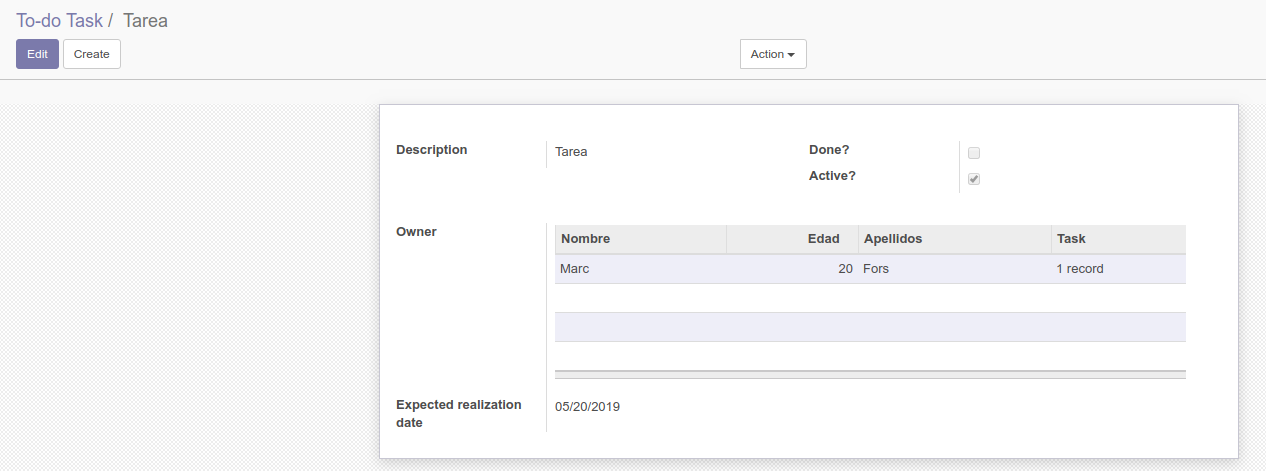 To-do Task / Tarea
Edit Create Action
Description Tarea Done?
Active?
Owner Nombre Edad Apellidos Task
Marc 20 Fors 1 record
Expected realization 05/20/2019
date